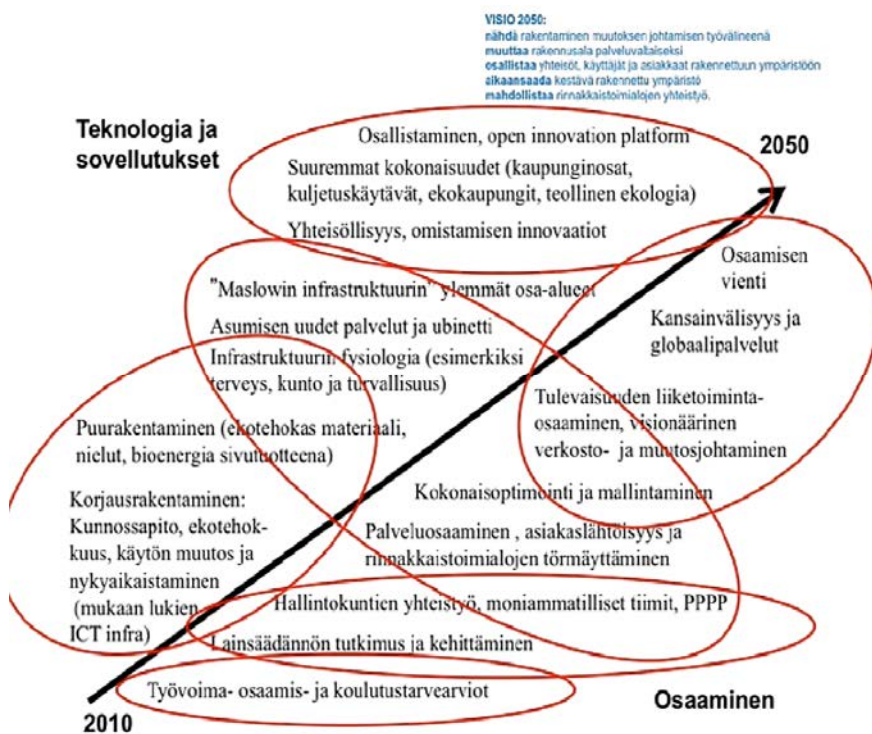 VISIO 2050:
nähdä rakentaminen muutoksen johtamisen työvälineenä
muuttaa rakennusala palveluvaltaiseksi
osallistaa yhteisöt, käyttäjät ja asiakkaat rakennettuun ympäristöön
aikaansaada kestävä rakennettu ympäristö
mahdollistaa rinnakkaistoimialojen yhteistyö.
Teknologia ja
sovellutukset
Osallistaminen, open innovation platform
2050
Suuremmat kokonaisuudet (kaupunginosat,
kuljetuskäytävät, ekokaupungit, teollinen ekologia)
Yhteisöllisyys, omistamisen innovaatiot
Osaamisen
vienti
"Maslowin infrastruktuurin" ylemmät osa-alueet
Asumisen uudet palvelut ja ubinetti
Kansainvälisyys ja
globaalipalvelut
Infrastruktuurin fysiologia (esimerkiksi
terveys, kunto ja turvallisuus)
Tulevaisuuden liiketoiminta-
osaaminen, visionäärinen
verkosto- ja muutosjohtaminen
Puurakentaminen (ekotehokas materiaali,
nielut, bioenergia sivutuotteena)
Kokonaisoptimointi ja mallintaminen
Korjausrakentaminen:
Kunnossapito, ekotehok-
kuus, käytön muutos ja
nykyaikaistaminen
(mukaan lukien
ICT infra)
Palveluosaaminen , asiakaslähtöisyys ja
rinnakkaistoimialojen törmäyttäminen
Hallintokuntien yhteistyö, moniammatilliset tiimit, PPPP
Lainsäädännön tutkimus ja kehittäminen
Työvoima- osaamis- ja koulutustarvearviot
Osaaminen
2010